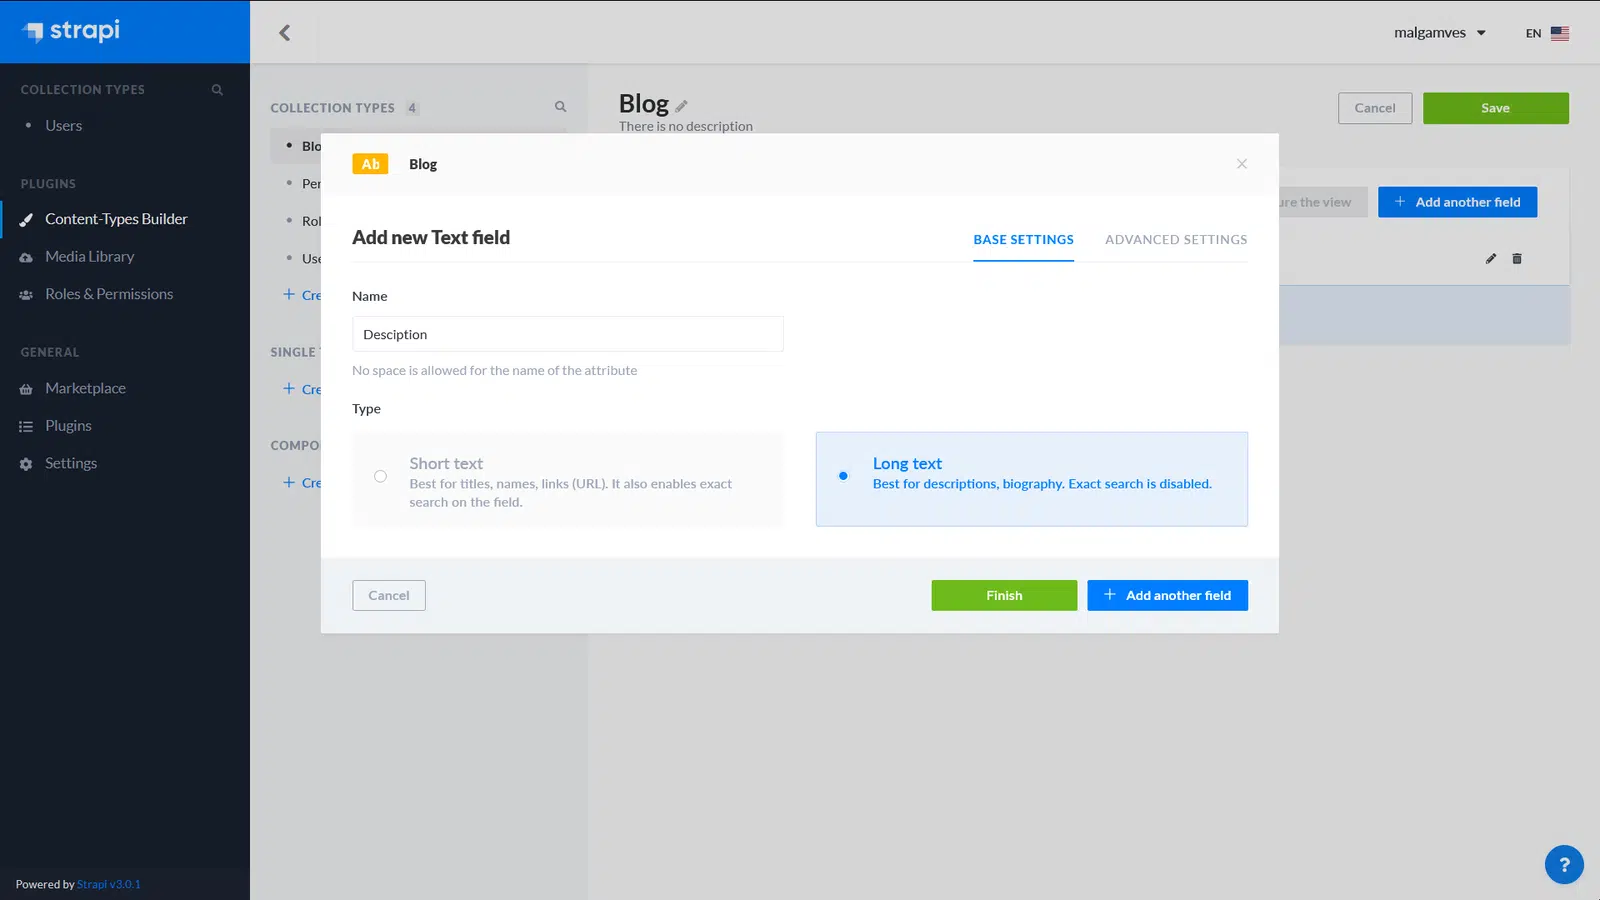 strapi
malgamves
EN
COLLECTION TYPES
Users
PLUGINS
Content-Types Builder
Media Library
Roles & Permissions
GENERAL
Marketplace
Plugins
Settings
Powered by Strapi v3.0.1
COLLECTION TYPES 4
Blo
Per
Rol
Use
+ Cre
SINGLE
+ Cre
COMPO
+ Cre
Blog
There is no description
Cancel
Save
ure the view
+ Add another field
Ab Blog
Add new Text field
BASE SETTINGS
ADVANCED SETTINGS
Name
Desciption
No space is allowed for the name of the attribute
Type
Short text
Best for titles, names, links (URL). It also enables exact
search on the field.
Long text
Best for descriptions, biography. Exact search is disabled.
Cancel
Finish
+ Add another field
?